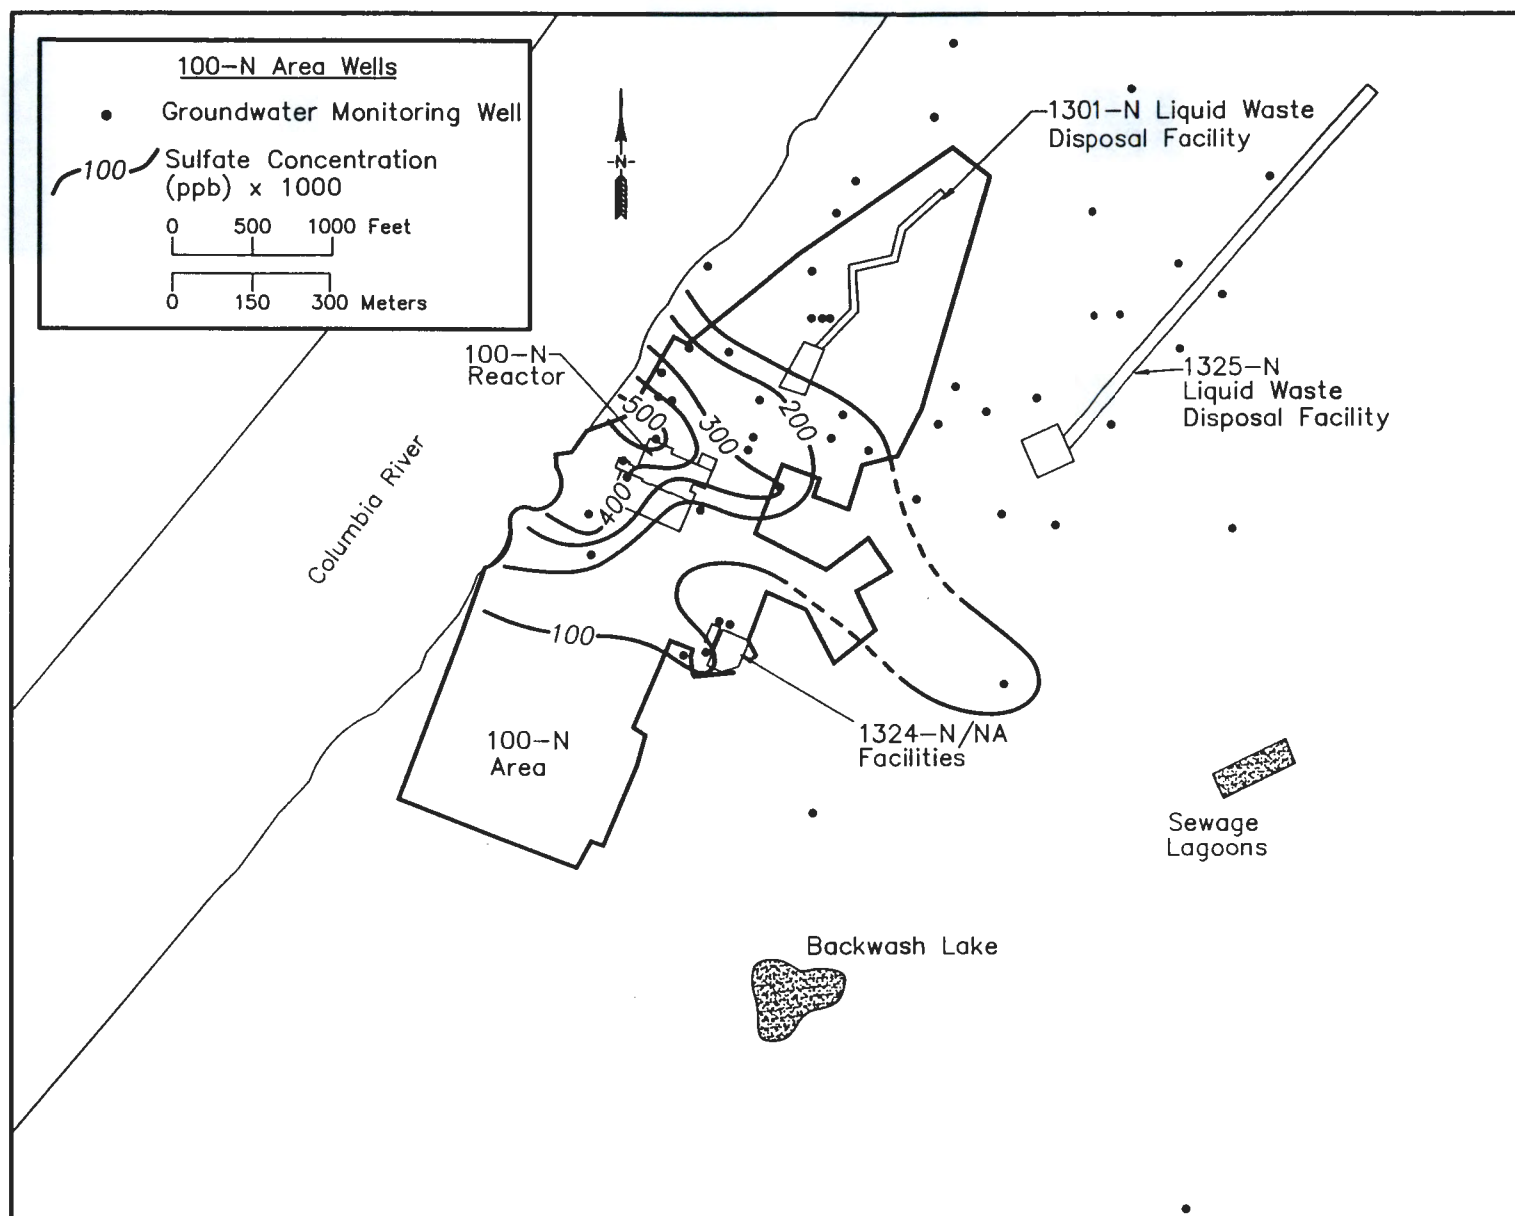 100-N Area Wells
Groundwater Monitoring Well
100
Sulfate Concentration
(ppb) x 1000
0 500 1000 Feet
0 150 300 Meters
-N-
1301-N Liquid Waste
Disposal Facility
100-N
Reactor
1325-N
Liquid Waste
Disposal Facility
500
300
200
400
Columbia River
100
100-N
Area
1324-N/NA
Facilities
Sewage
Lagoons
Backwash Lake